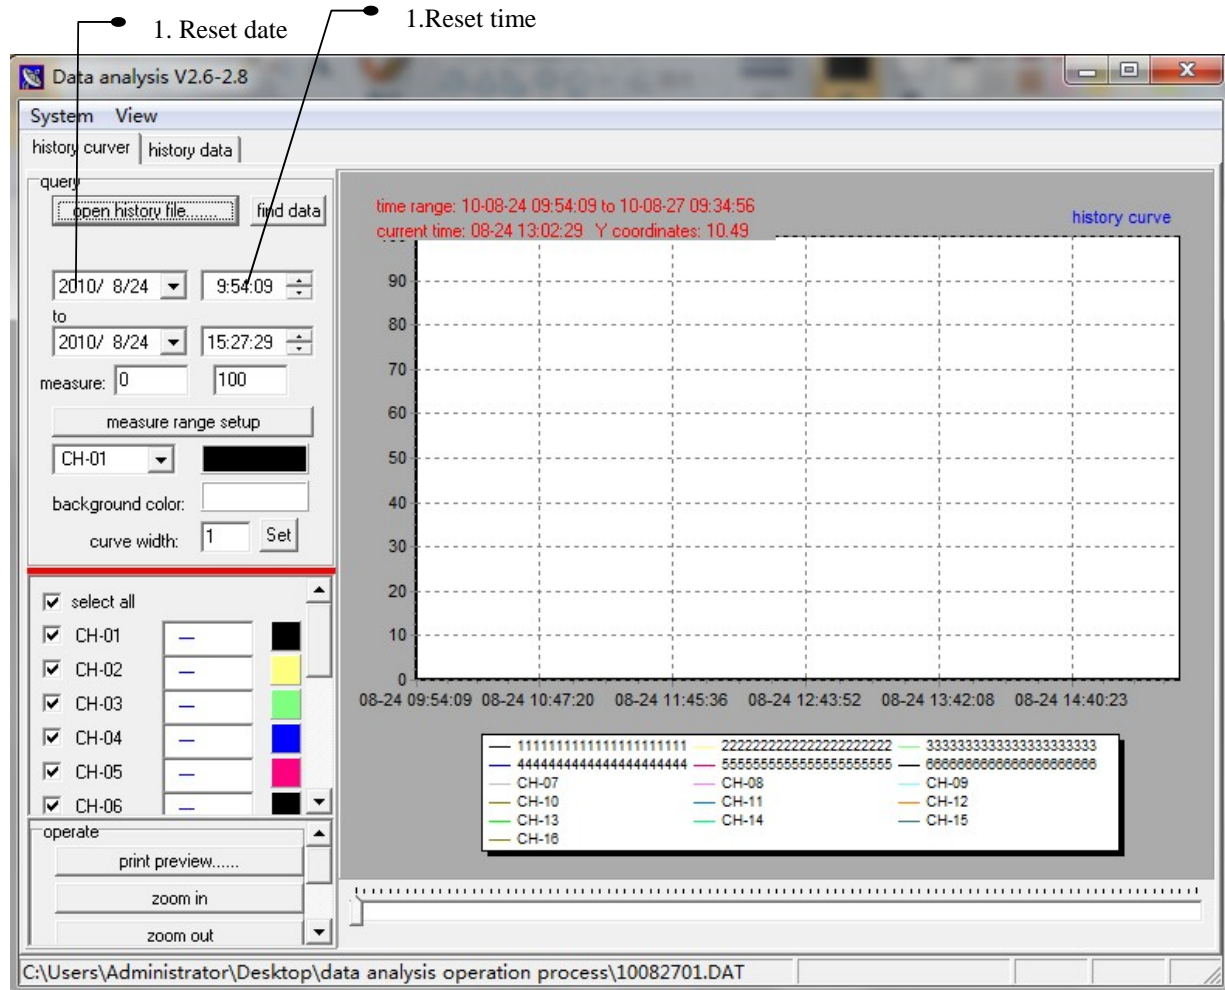 1. Reset date
1.Reset time
Data analysis V2.6-2.8
System View
history curver history data
query
open history file....... find data
time range: 10-08-24 09:54:09 to 10-08-27 09:34:56
history curve
current time: 08-24 13:02:29 Y coordinates: 10.49
2010/ 8/24 9:54:09
to
2010/ 8/24 15:27:29
measure: 0 100
measure range setup
CH-01
background color:
curve width: 1 Set
select all
CH-01
CH-02
CH-03
CH-04
CH-05
CH-06
operate
print preview......
zoom in
zoom out
90
80
70
60
50
40
30
20
10
0
08-24 09:54:09 08-24 10:47:20 08-24 11:45:36 08-24 12:43:52 08-24 13:42:08 08-24 14:40:23
CH-07 CH-08 CH-09
CH-10 CH-11 CH-12
CH-13 CH-14 CH-15
CH-16
C:\Users\Administrator\Desktop\data analysis operation process\10082701.DAT